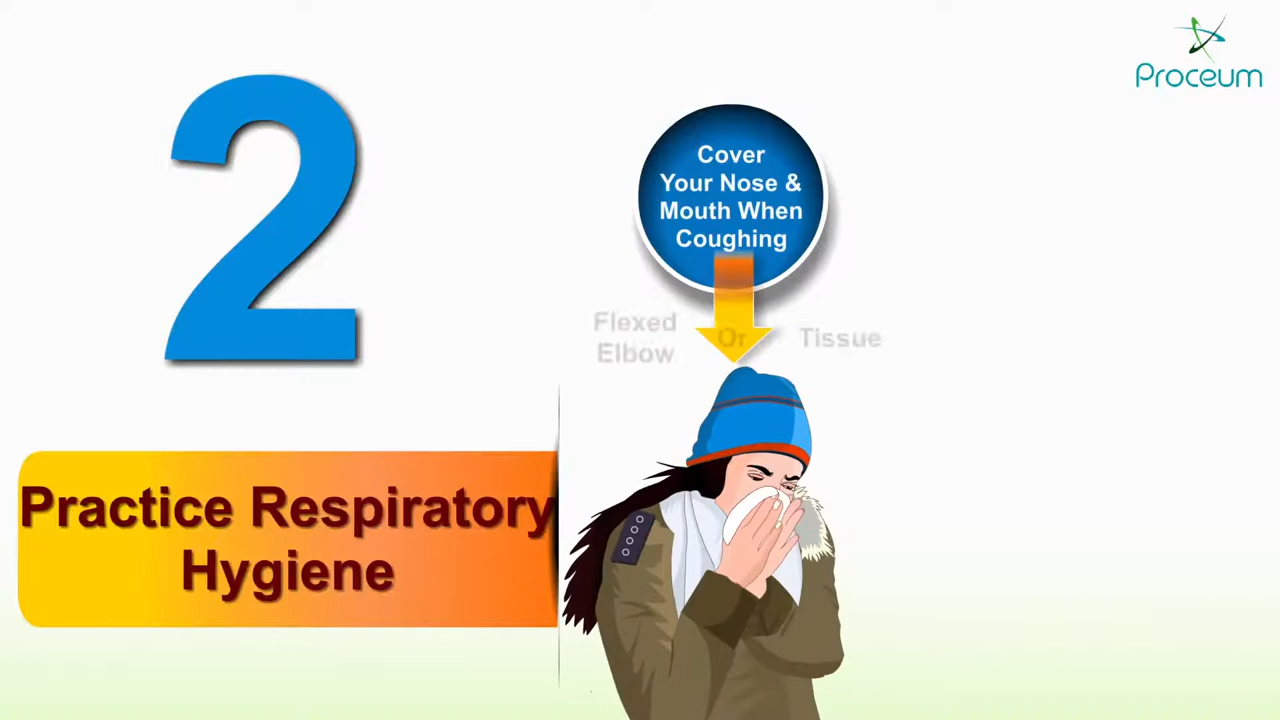 2
Practice Respiratory
Hygiene
Cover
Your Nose &
Mouth When
Coughing
Flexed
Elbow
Or
Tissue
Proceum